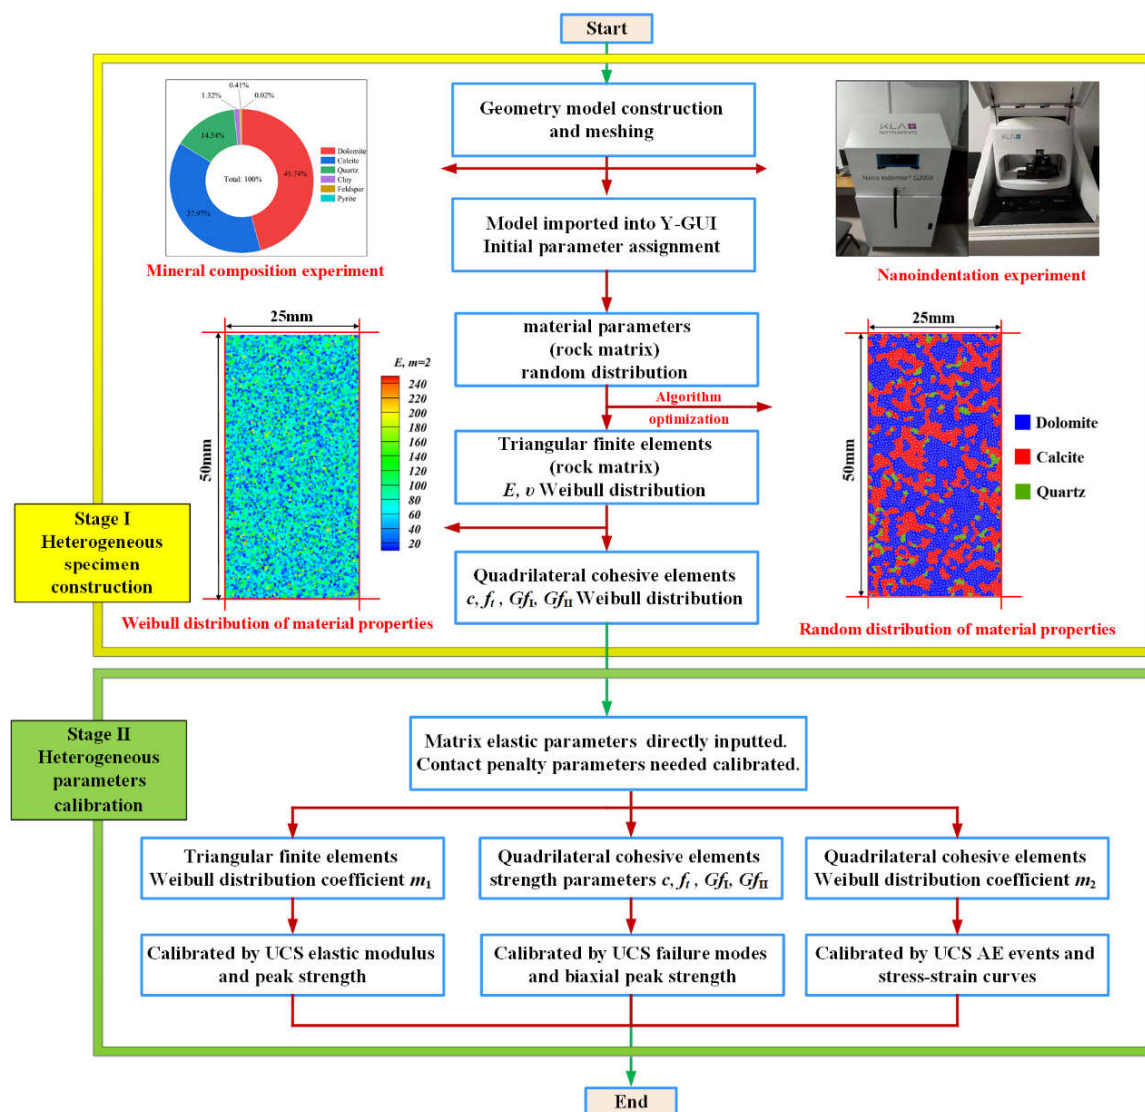 Start
0.41%
1.32%
0.02%
14.54%
45.74%
37.97%
Total: 100%
Dolomite
Calcite
Quartz
Clay
Feldspar
Pyrite
Mineral composition experiment
Geometry model construction
and meshing
KLA
INSTRUMENTS
Nano Indenter® G200X
KLA
Nanoindentation experiment
Model imported into Y-GUI
Initial parameter assignment
25mm
50mm
E, m=2
240
220
200
180
160
140
120
100
80
60
40
20
Weibull distribution of material properties
material parameters
(rock matrix)
random distribution
Algorithm
optimization
Triangular finite elements
(rock matrix)
E, υ Weibull distribution
Quadrilateral cohesive elements
c, fₜ , GfⅠ, GfⅡ Weibull distribution
25mm
50mm
Dolomite
Calcite
Quartz
Random distribution of material properties
Stage I
Heterogeneous
specimen
construction
Stage II
Heterogeneous
parameters
calibration
Matrix elastic parameters directly inputted.
Contact penalty parameters needed calibrated.
Triangular finite elements
Weibull distribution coefficient m₁
Quadrilateral cohesive elements
strength parameters c, fₜ , GfⅠ, GfⅡ
Quadrilateral cohesive elements
Weibull distribution coefficient m₂
Calibrated by UCS elastic modulus
and peak strength
Calibrated by UCS failure modes
and biaxial peak strength
Calibrated by UCS AE events and
stress-strain curves
End